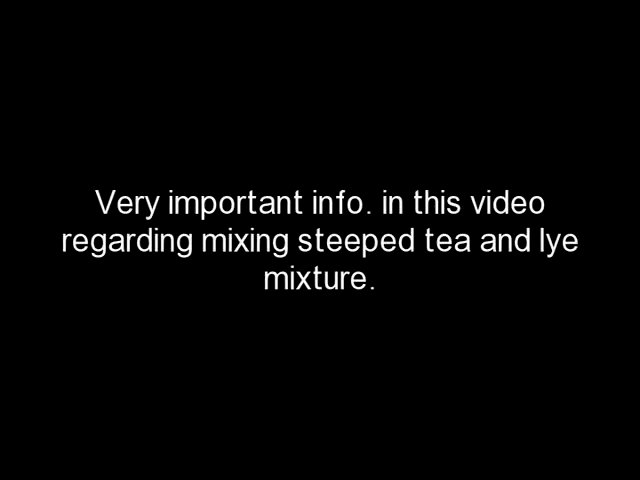 Very important info. in this video
regarding mixing steeped tea and lye
mixture.